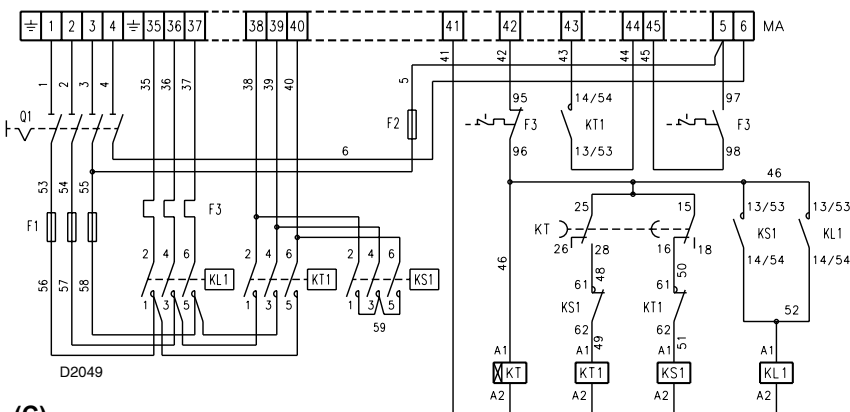 1 2 3 4 35 36 37 38 39 40 41 42 43 44 45 5 6 MA
1 2 3 4 35 36 37 38 39 40 41 42 43 44 45
5
95 14/54 97
Q1 F2 F3 KT1 F3
96 13/53 98
6
53 54 55 46
F1 F3
25 15 13/53 13/53
KT KS1 KL1
26 28 16 18
46 48 50 14/54 14/54
2 4 6 2 4 6 2 4 6
KL1 KT1 KS1
1 3 5 1 3 5 1 3 5
56 57 58 59
61 61
KS1 KT1
62 62
49 51 52
A1 A1 A1 A1
KT KT1 KS1 KL1
A2 A2 A2 A2
D2049
(C)